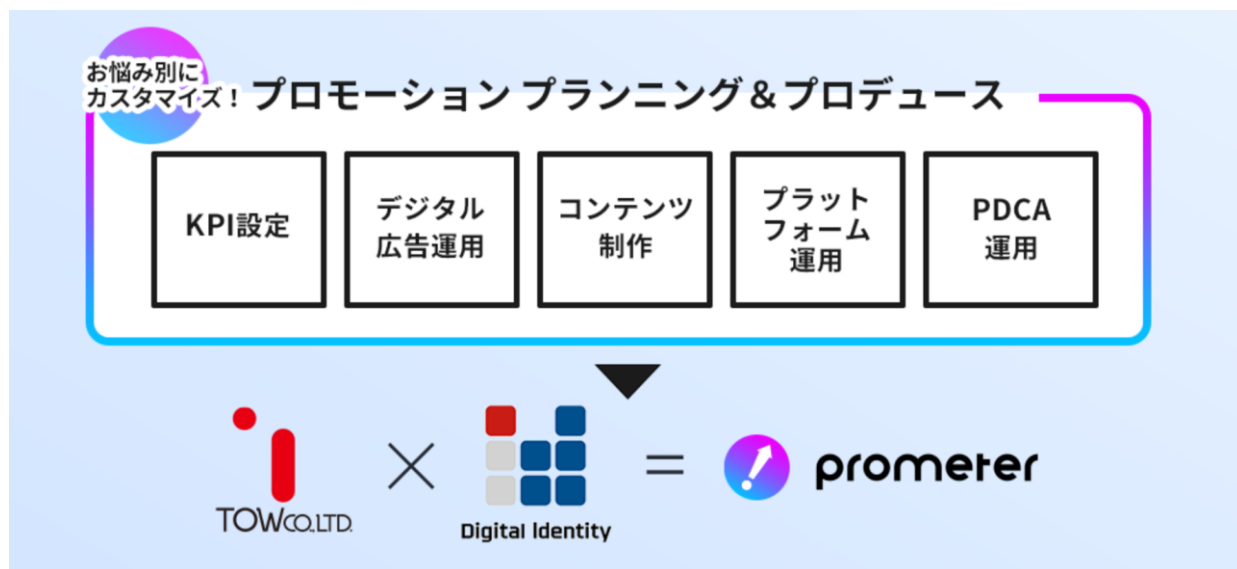 お悩み別に
カスタマイズ！
プロモーション プランニング＆プロデュース
KPI設定
デジタル
広告運用
コンテンツ
制作
プラット
フォーム
運用
PDCA
運用
TOWCO.,LTD.
×
Digital Identity
=
prometer